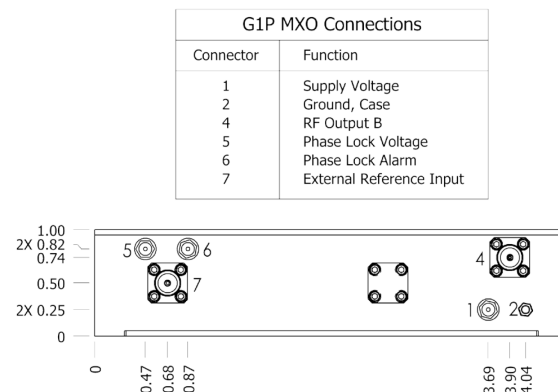 G1P MXO Connections
Connector Function
1 Supply Voltage
2 Ground, Case
4 RF Output B
5 Phase Lock Voltage
6 Phase Lock Alarm
7 External Reference Input
1.00
2X 0.82
0.74
0.50
2X 0.25
0
5
6
7
4
1
2
0
0.47
0.68
0.87
3.69
3.90
4.04